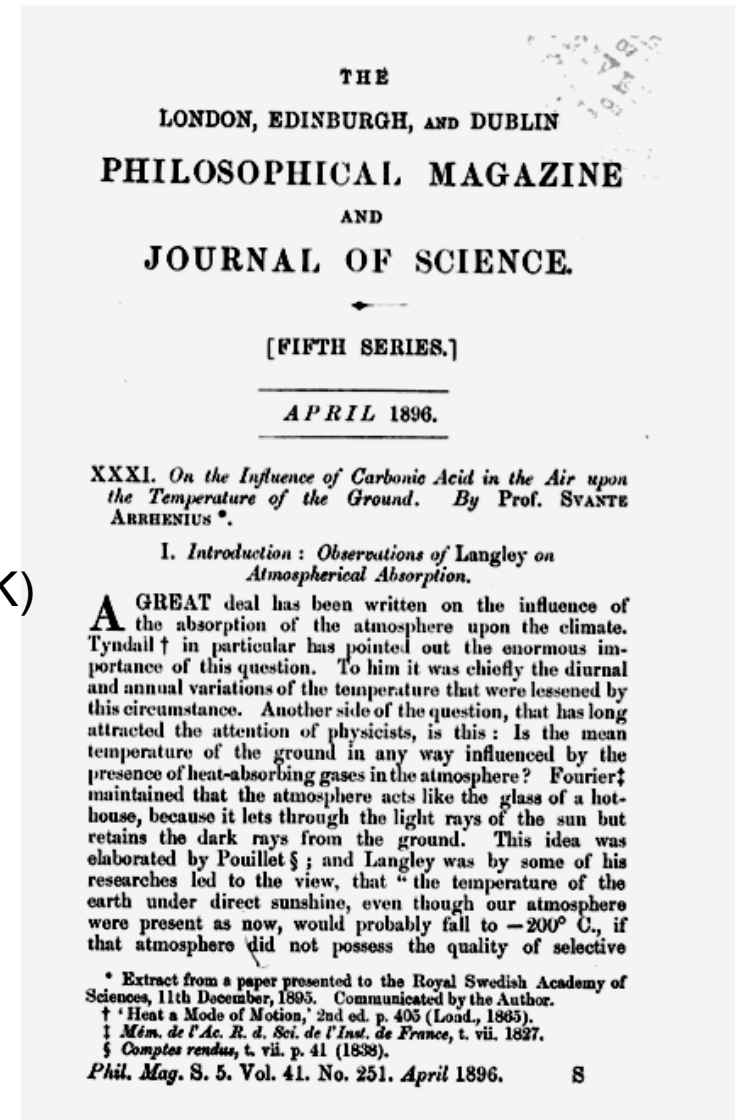 THE
LONDON, EDINBURGH, AND DUBLIN
PHILOSOPHICAL MAGAZINE
AND
JOURNAL OF SCIENCE.
[FIFTH SERIES.]
APRIL 1896.
XXXI. On the Influence of Carbonic Acid in the Air upon
the Temperature of the Ground. By Prof. SVANTE
ARRHENIUS *.
I. Introduction : Observations of Langley on
Atmospherical Absorption.
K)
A GREAT deal has been written on the influence of
the absorption of the atmosphere upon the climate.
Tyndall † in particular has pointed out the enormous im-
portance of this question. To him it was chiefly the diurnal
and annual variations of the temperature that were lessened by
this circumstance. Another side of the question, that has long
attracted the attention of physicists, is this : Is the mean
temperature of the ground in any way influenced by the
presence of heat-absorbing gases in the atmosphere? Fourier‡
maintained that the atmosphere acts like the glass of a hot-
house, because it lets through the light rays of the sun but
retains the dark rays from the ground. This idea was
elaborated by Pouillet § ; and Langley was by some of his
researches led to the view, that “ the temperature of the
earth under direct sunshine, even though our atmosphere
were present as now, would probably fall to −200° C., if
that atmosphere did not possess the quality of selective
* Extract from a paper presented to the Royal Swedish Academy of
Sciences, 11th December, 1895. Communicated by the Author.
† ‘Heat a Mode of Motion,’ 2nd ed. p. 405 (Lond., 1865).
‡ Mém. de l'Ac. R. d. Sci. de l'Inst. de France, t. vii. 1827.
§ Comptes rendus, t. vii. p. 41 (1838).
Phil. Mag. S. 5. Vol. 41. No. 251. April 1896. S